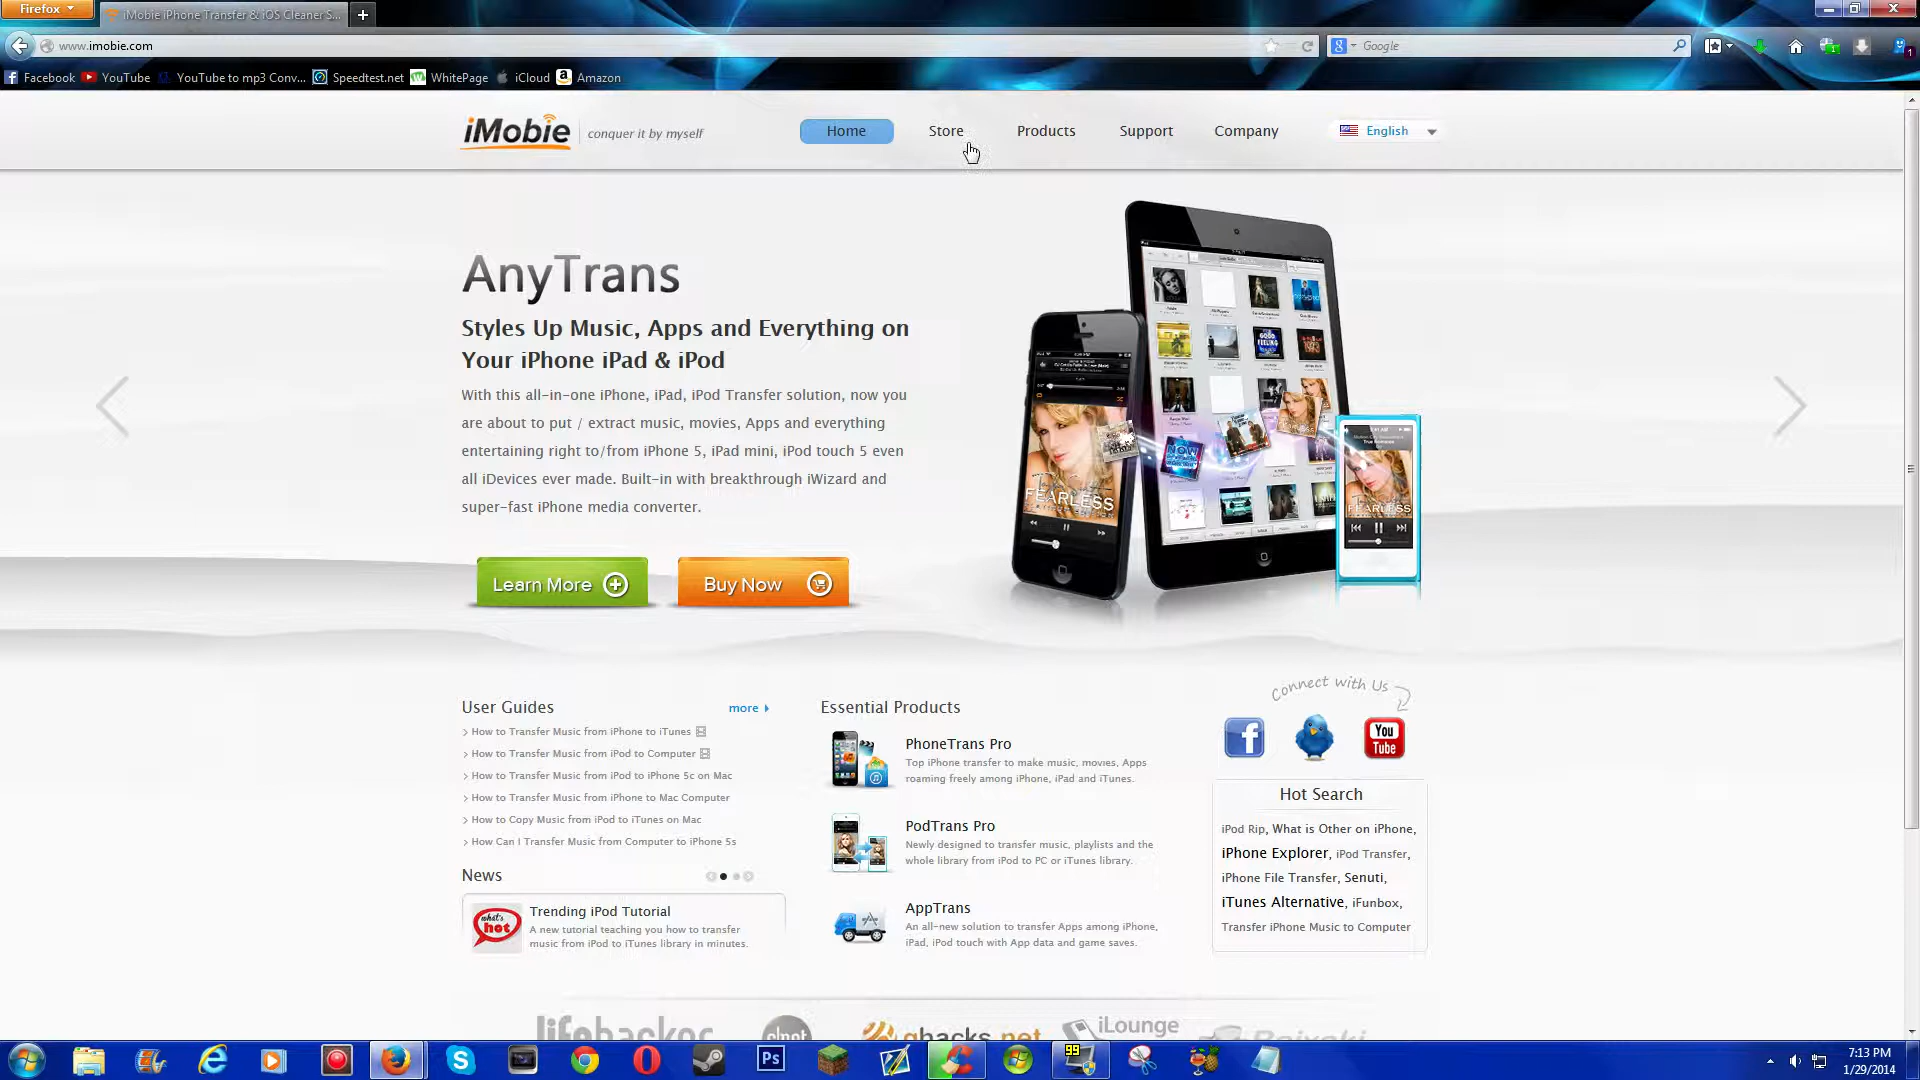 Firefox
iMobie iPhone Transfer & iOS Cleaner S...
www.imobie.com
Google
Facebook
YouTube
YouTube to mp3 Conv...
Speedtest.net
WhitePage
iCloud
Amazon
iMobie
conquer it by myself
Home
Store
Products
Support
Company
English
AnyTrans
Styles Up Music, Apps and Everything on
Your iPhone iPad & iPod
With this all-in-one iPhone, iPad, iPod Transfer solution, now you
are about to put / extract music, movies, Apps and everything
entertaining right to/from iPhone 5, iPad mini, iPod touch 5 even
all iDevices ever made. Built-in with breakthrough iWizard and
super-fast iPhone media converter.
Learn More
Buy Now
FEARLESS
NOW
GOOD
FEELING
FEARLESS
User Guides
more
How to Transfer Music from iPhone to iTunes
How to Transfer Music from iPod to Computer
How to Transfer Music from iPod to iPhone 5c on Mac
How to Transfer Music from iPhone to Mac Computer
How to Copy Music from iPod to iTunes on Mac
How Can I Transfer Music from Computer to iPhone 5s
News
what's
hot
Trending iPod Tutorial
A new tutorial teaching you how to transfer
music from iPod to iTunes library in minutes.
Essential Products
PhoneTrans Pro
Top iPhone transfer to make music, movies, Apps
roaming freely among iPhone, iPad and iTunes.
PodTrans Pro
Newly designed to transfer music, playlists and the
whole library from iPod to PC or iTunes library.
AppTrans
An all-new solution to transfer Apps among iPhone,
iPad, iPod touch with App data and game saves.
Connect with Us
You
Tube
Hot Search
iPod Rip, What is Other on iPhone,
iPhone Explorer, iPod Transfer,
iPhone File Transfer, Senuti,
iTunes Alternative, iFunbox,
Transfer iPhone Music to Computer
lifehacker
ghacks.net
iLounge
Baixaki
Ps
99
7:13 PM
1/29/2014